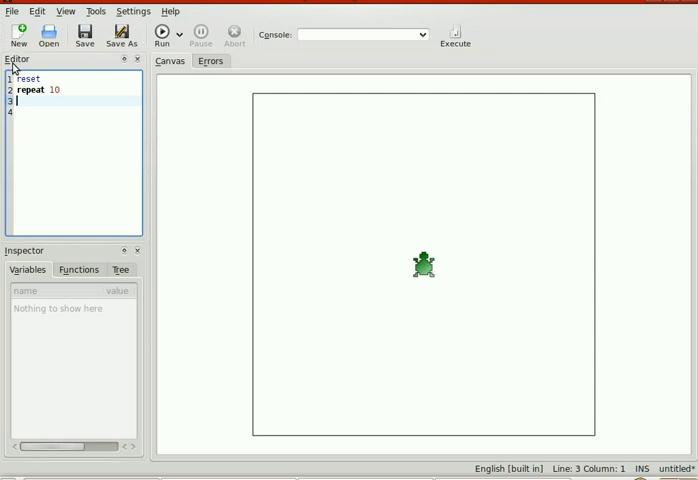 File Edit View Tools Settings Help
New Open Save Save As Run Pause Abort Console: Execute
Editor
Canvas Errors
1 reset
2 repeat 10
3
4
Inspector
Variables Functions Tree
name value
Nothing to show here
English [built in] Line: 3 Column: 1 INS untitled*